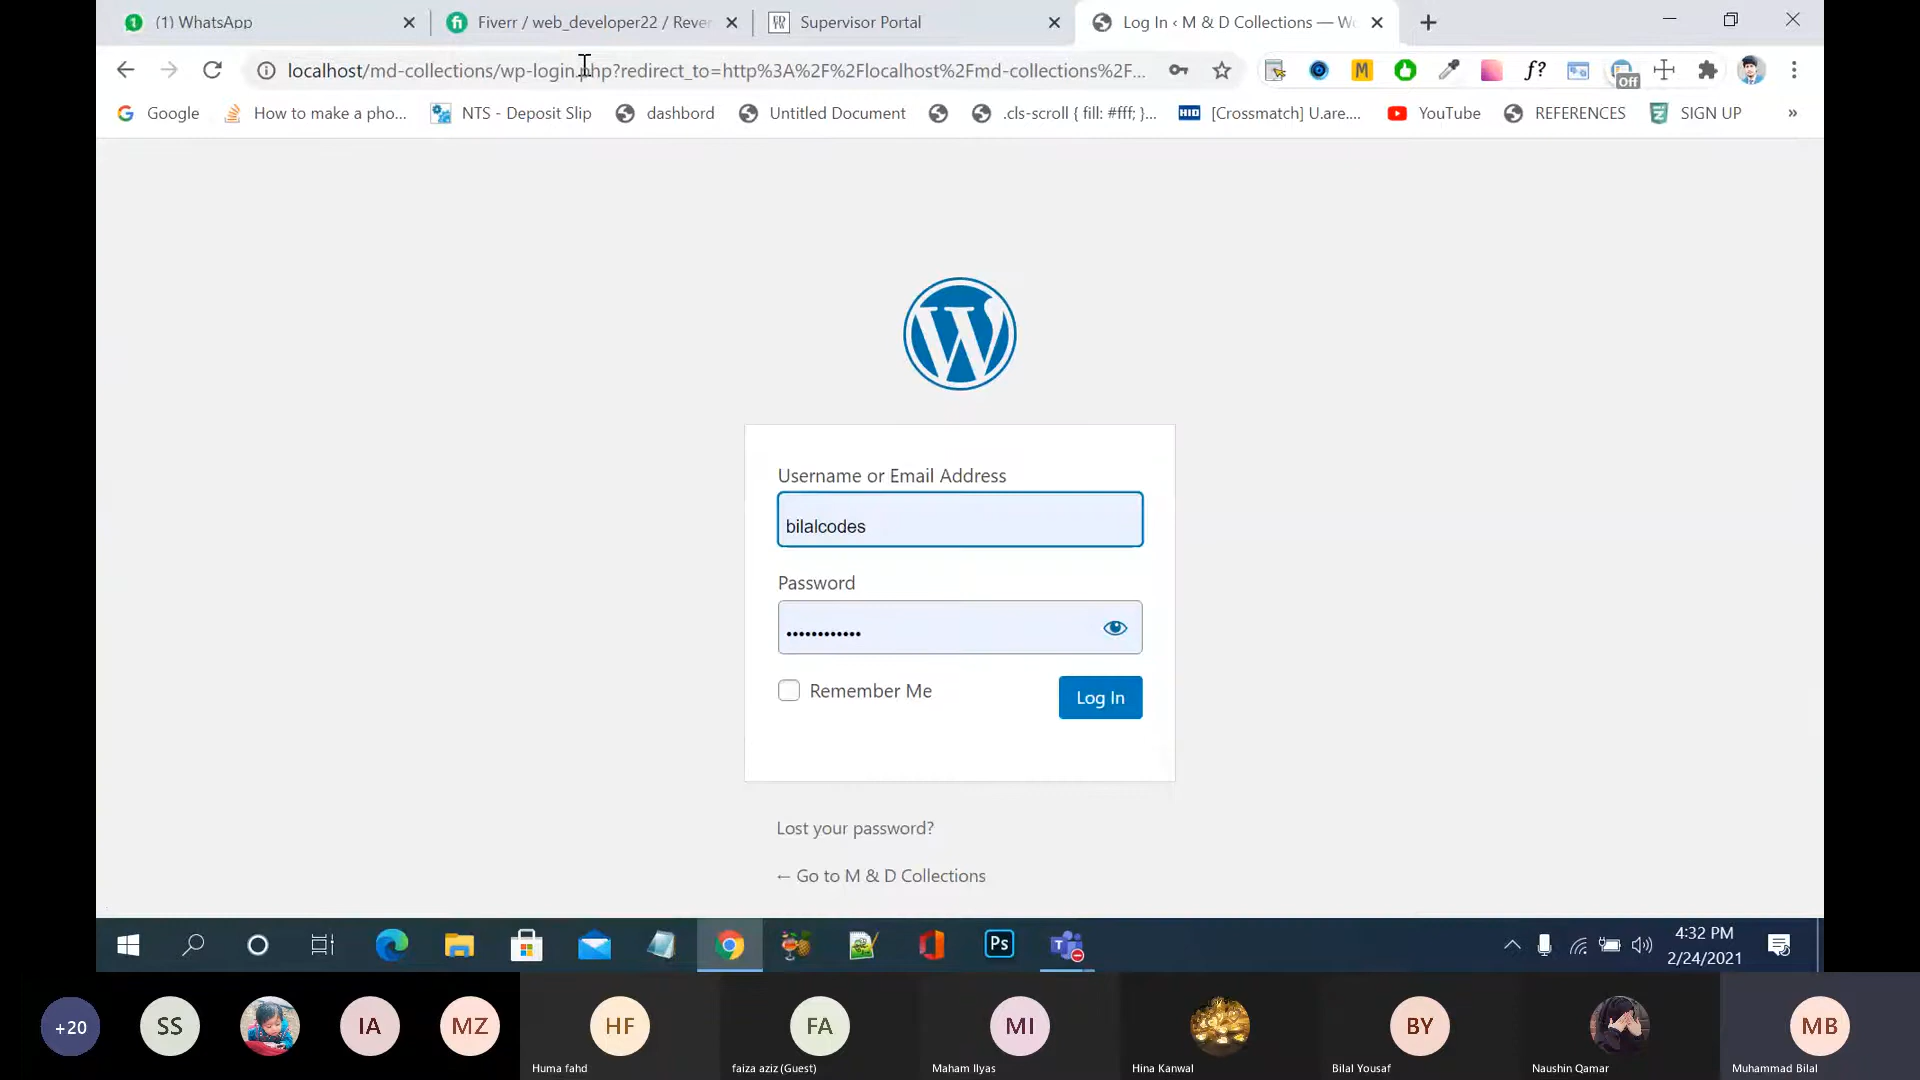 (1) WhatsApp
Fiverr / web_developer22 / Reve
Supervisor Portal
Log In ‹ M & D Collections — W
localhost/md-collections/wp-login.php?redirect_to=http%3A%2F%2Flocalhost%2Fmd-collections%2F...
M
f?
Off
Google
How to make a pho...
NTS - Deposit Slip
dashbord
Untitled Document
.cls-scroll { fill: #fff; }...
HID
[Crossmatch] U.are....
YouTube
REFERENCES
SIGN UP
»
Username or Email Address
bilalcodes
Password
Remember Me
Log In
Lost your password?
← Go to M & D Collections
Ps
4:32 PM
2/24/2021
+20
SS
IA
MZ
HF
FA
MI
BY
MB
Huma fahd
faiza aziz (Guest)
Maham Ilyas
Hina Kanwal
Bilal Yousaf
Naushin Qamar
Muhammad Bilal